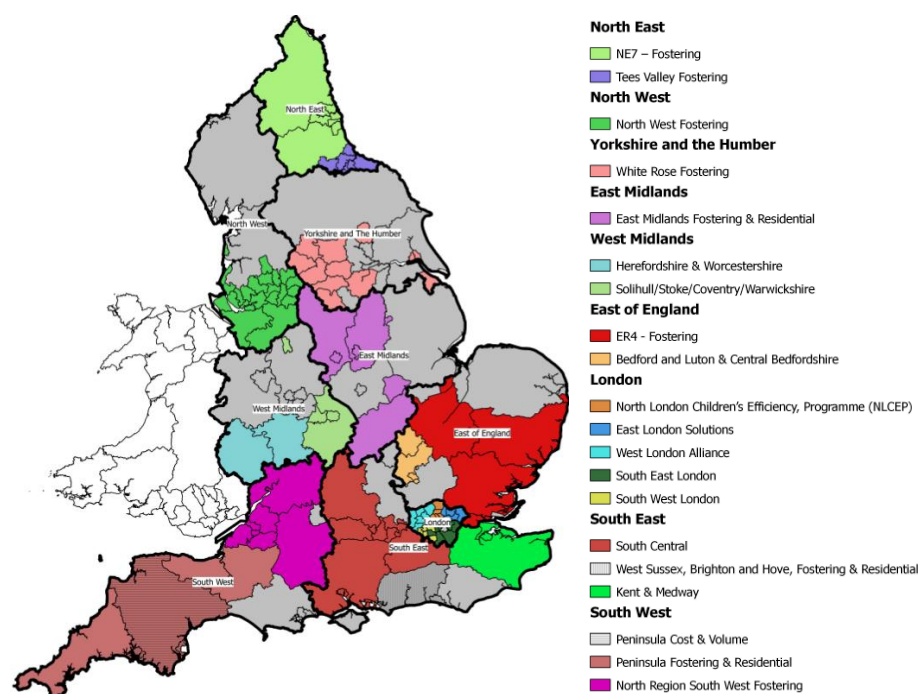 North East
NE7 – Fostering
Tees Valley Fostering
North West
North West Fostering
Yorkshire and the Humber
White Rose Fostering
East Midlands
East Midlands Fostering & Residential
West Midlands
Herefordshire & Worcestershire
Solihull/Stoke/Coventry/Warwickshire
East of England
ER4 - Fostering
Bedford and Luton & Central Bedfordshire
London
North London Children's Efficiency, Programme (NLCEP)
East London Solutions
West London Alliance
South East London
South West London
South East
South Central
West Sussex, Brighton and Hove, Fostering & Residential
Kent & Medway
South West
Peninsula Cost & Volume
Peninsula Fostering & Residential
North Region South West Fostering
North East
North West
Yorkshire and The Humber
East Midlands
West Midlands
East of England
London
South East
South West